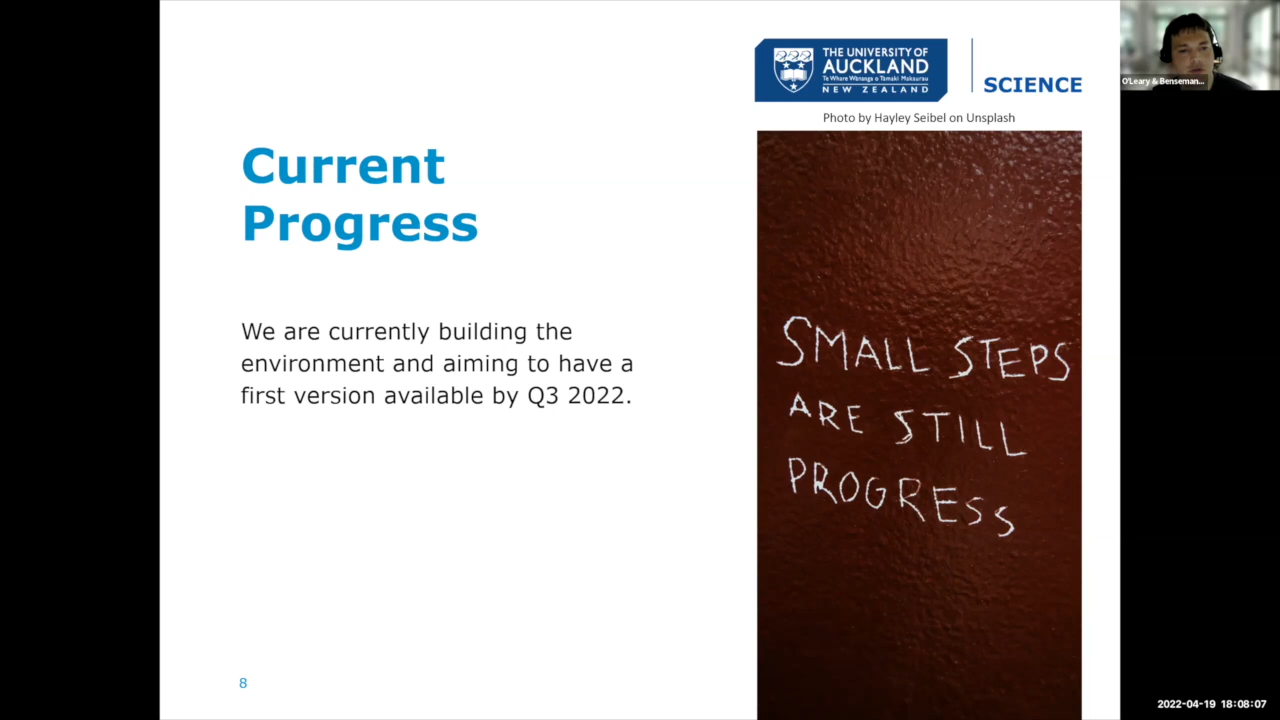 THE UNIVERSITY OF
AUCKLAND
Te Whare Wānanga o Tāmaki Makaurau
NEW ZEALAND
SCIENCE
O'Leary & Benseman...
Photo by Hayley Seibel on Unsplash
Current
Progress
We are currently building the
environment and aiming to have a
first version available by Q3 2022.
SMALL STEPS
ARE STILL
PROGRESS
8
2022-04-19 18:08:07